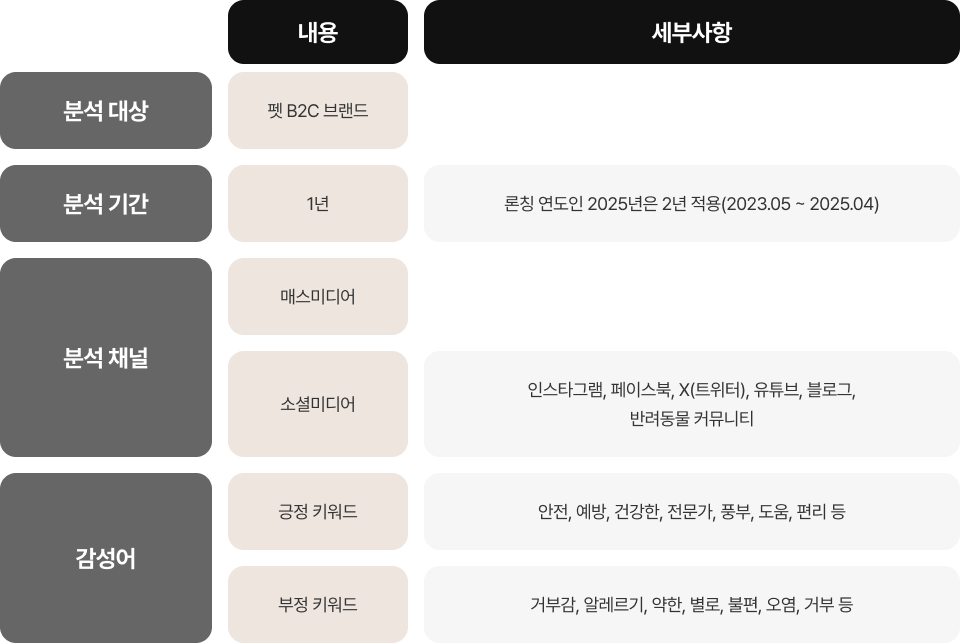 내용
세부사항
분석 대상
펫 B2C 브랜드
분석 기간
1년
론칭 연도인 2025년은 2년 적용(2023.05 ~ 2025.04)
분석 채널
매스미디어
소셜미디어
인스타그램, 페이스북, X(트위터), 유튜브, 블로그,
반려동물 커뮤니티
감성어
긍정 키워드
안전, 예방, 건강한, 전문가, 풍부, 도움, 편리 등
부정 키워드
거부감, 알레르기, 약한, 별로, 불편, 오염, 거부 등